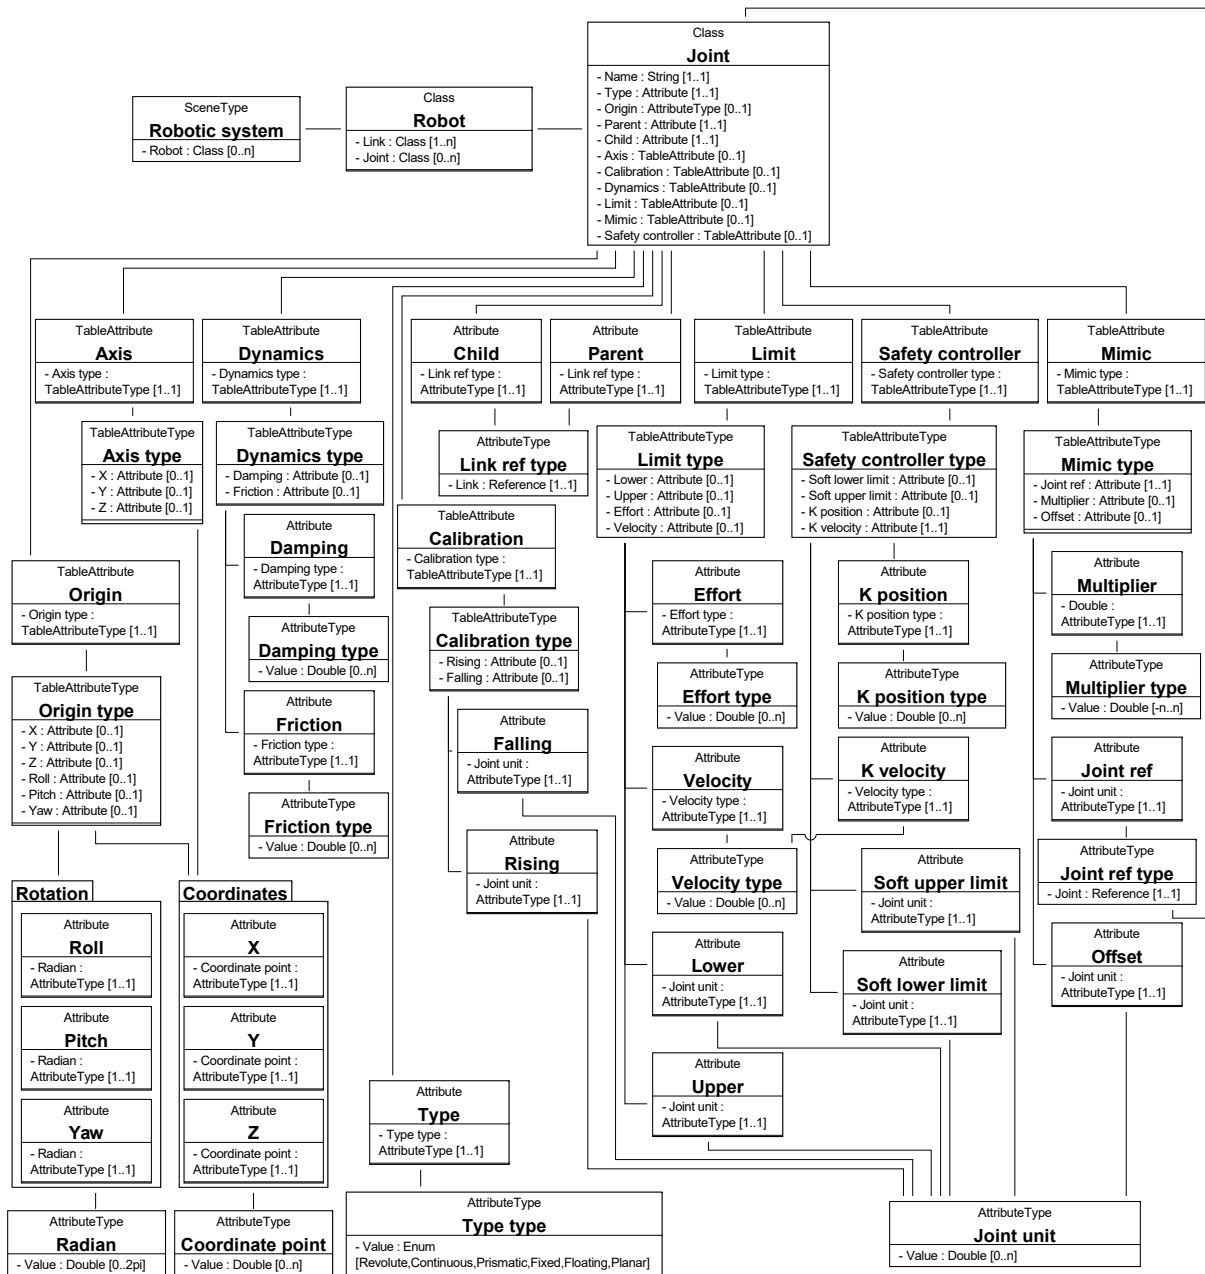 Class
Joint
- Name : String [1..1]
- Type : Attribute [1..1]
- Origin : AttributeType [0..1]
- Parent : Attribute [1..1]
- Child : Attribute [1..1]
- Axis : TableAttribute [0..1]
- Calibration : TableAttribute [0..1]
- Dynamics : TableAttribute [0..1]
- Limit : TableAttribute [0..1]
- Mimic : TableAttribute [0..1]
- Safety controller : TableAttribute [0..1]
SceneType
Robotic system
- Robot : Class [0..n]
Class
Robot
- Link : Class [1..n]
- Joint : Class [0..n]
TableAttribute
Axis
- Axis type :
TableAttributeType [1..1]
TableAttribute
Dynamics
- Dynamics type :
TableAttributeType [1..1]
Attribute
Child
- Link ref type :
AttributeType [1..1]
Attribute
Parent
- Link ref type :
AttributeType [1..1]
TableAttribute
Limit
- Limit type :
TableAttributeType [1..1]
TableAttribute
Safety controller
- Safety controller type :
TableAttributeType [1..1]
TableAttribute
Mimic
- Mimic type :
TableAttributeType [1..1]
TableAttributeType
Axis type
- X : Attribute [0..1]
- Y : Attribute [0..1]
- Z : Attribute [0..1]
TableAttributeType
Dynamics type
- Damping : Attribute [0..1]
- Friction : Attribute [0..1]
AttributeType
Link ref type
- Link : Reference [1..1]
TableAttributeType
Limit type
- Lower : Attribute [0..1]
- Upper : Attribute [0..1]
- Effort : Attribute [0..1]
- Velocity : Attribute [0..1]
TableAttributeType
Safety controller type
- Soft lower limit : Attribute [0..1]
- Soft upper limit : Attribute [0..1]
- K position : Attribute [0..1]
- K velocity : Attribute [1..1]
TableAttributeType
Mimic type
- Joint ref : Attribute [1..1]
- Multiplier : Attribute [0..1]
- Offset : Attribute [0..1]
Attribute
Damping
- Damping type :
AttributeType [1..1]
TableAttribute
Calibration
- Calibration type :
TableAttributeType [1..1]
TableAttribute
Origin
- Origin type :
TableAttributeType [1..1]
Attribute
Effort
- Effort type :
AttributeType [1..1]
Attribute
K position
- K position type :
AttributeType [1..1]
Attribute
Multiplier
- Double :
AttributeType [1..1]
AttributeType
Damping type
- Value : Double [0..n]
TableAttributeType
Calibration type
- Rising : Attribute [0..1]
- Falling : Attribute [0..1]
AttributeType
Effort type
- Value : Double [0..n]
AttributeType
K position type
- Value : Double [0..n]
AttributeType
Multiplier type
- Value : Double [-n..n]
TableAttributeType
Origin type
- X : Attribute [0..1]
- Y : Attribute [0..1]
- Z : Attribute [0..1]
- Roll : Attribute [0..1]
- Pitch : Attribute [0..1]
- Yaw : Attribute [0..1]
Attribute
Friction
- Friction type :
AttributeType [1..1]
Attribute
Falling
- Joint unit :
AttributeType [1..1]
Attribute
Velocity
- Velocity type :
AttributeType [1..1]
Attribute
K velocity
- Velocity type :
AttributeType [1..1]
Attribute
Joint ref
- Joint unit :
AttributeType [1..1]
AttributeType
Friction type
- Value : Double [0..n]
Attribute
Rising
- Joint unit :
AttributeType [1..1]
AttributeType
Velocity type
- Value : Double [0..n]
Attribute
Soft upper limit
- Joint unit :
AttributeType [1..1]
AttributeType
Joint ref type
- Joint : Reference [1..1]
Rotation
Coordinates
Attribute
Roll
- Radian :
AttributeType [1..1]
Attribute
X
- Coordinate point :
AttributeType [1..1]
Attribute
Lower
- Joint unit :
AttributeType [1..1]
Attribute
Soft lower limit
- Joint unit :
AttributeType [1..1]
Attribute
Offset
- Joint unit :
AttributeType [1..1]
Attribute
Pitch
- Radian :
AttributeType [1..1]
Attribute
Y
- Coordinate point :
AttributeType [1..1]
Attribute
Upper
- Joint unit :
AttributeType [1..1]
Attribute
Yaw
- Radian :
AttributeType [1..1]
Attribute
Z
- Coordinate point :
AttributeType [1..1]
Attribute
Type
- Type type :
AttributeType [1..1]
AttributeType
Radian
- Value : Double [0..2pi]
AttributeType
Coordinate point
- Value : Double [0..n]
AttributeType
Type type
- Value : Enum
[Revolute,Continuous,Prismatic,Fixed,Floating,Planar]
AttributeType
Joint unit
- Value : Double [0..n]